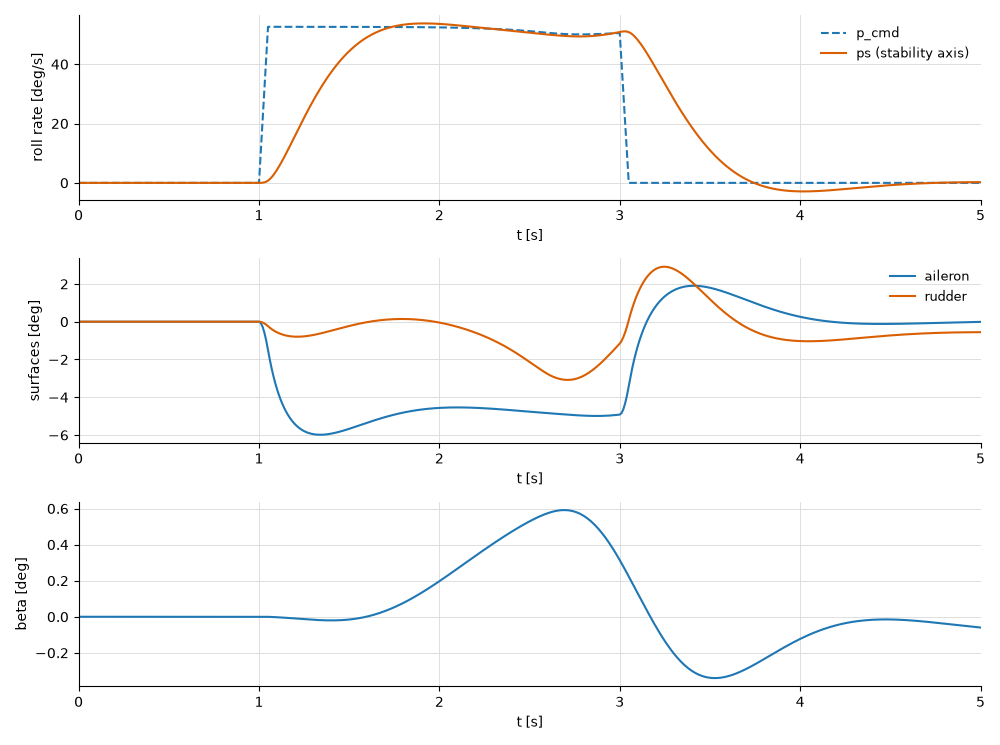 roll rate [deg/s]
40
20
0
p_cmd
ps (stability axis)
0 1 2 3 4 5
t [s]
surfaces [deg]
2
0
−2
−4
−6
aileron
rudder
0 1 2 3 4 5
t [s]
beta [deg]
0.6
0.4
0.2
0.0
−0.2
0 1 2 3 4 5
t [s]